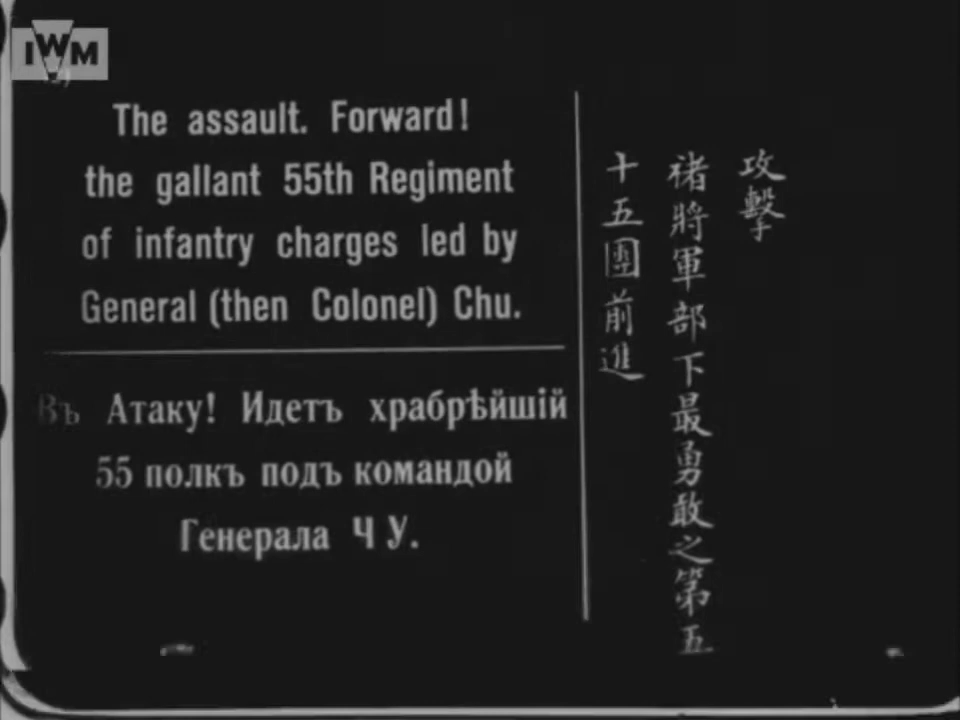 IWM
The assault. Forward!
the gallant 55th Regiment
of infantry charges led by
General (then Colonel) Chu.
Въ Атаку! Идетъ храбрѣйшій
55 полкъ подъ командой
Генерала Ч У.
攻擊
褚將軍部下最勇敢之第五
十五團前進